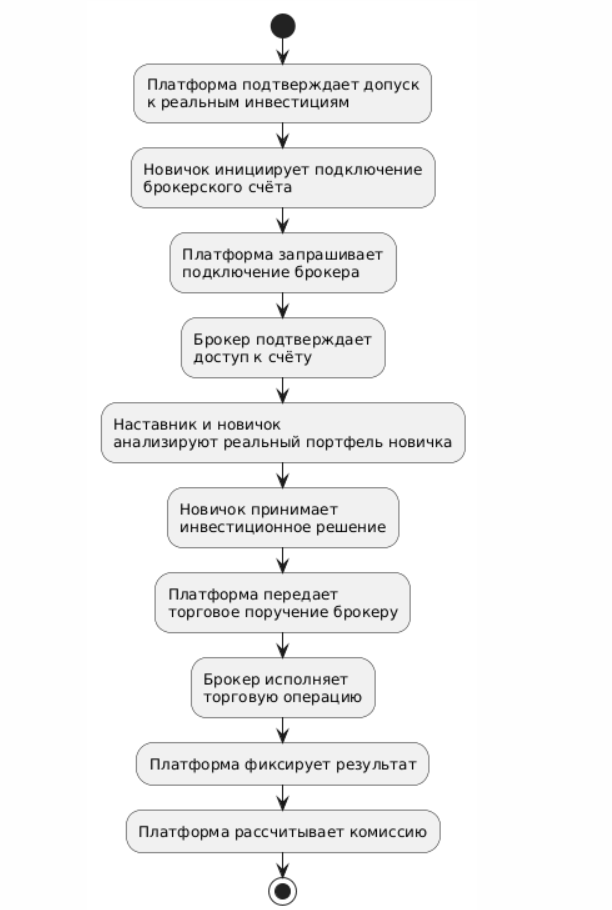 Платформа подтверждает допуск
к реальным инвестициям
Новичок инициирует подключение
брокерского счёта
Платформа запрашивает
подключение брокера
Брокер подтверждает
доступ к счёту
Наставник и новичок
анализируют реальный портфель новичка
Новичок принимает
инвестиционное решение
Платформа передает
торговое поручение брокеру
Брокер исполняет
торговую операцию
Платформа фиксирует результат
Платформа рассчитывает комиссию